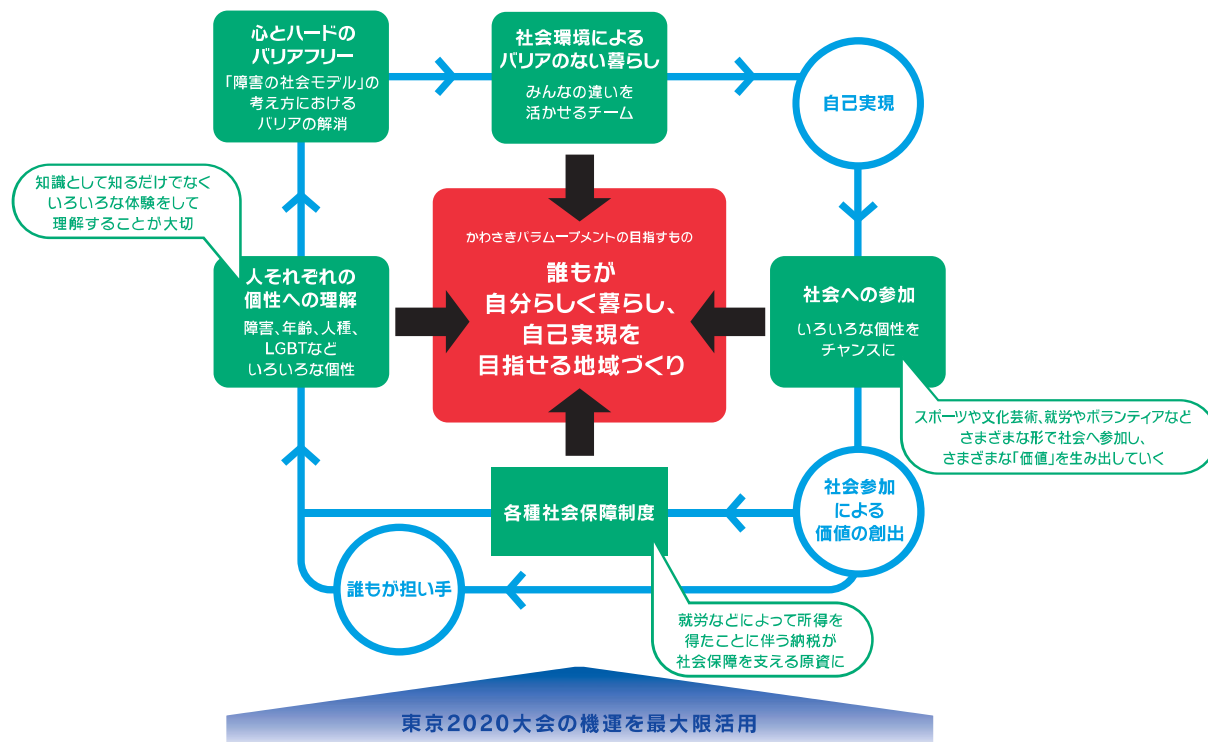 心とハードの
バリアフリー
「障害の社会モデル」の
考え方における
バリアの解消
社会環境による
バリアのない暮らし
みんなの違いを
活かせるチーム
自己実現
知識として知るだけでなく
いろいろな体験をして
理解することが大切
人それぞれの
個性への理解
障害、年齢、人種、
LGBTなど
いろいろな個性
かわさきパラムーブメントの目指すもの
誰もが
自分らしく暮らし、
自己実現を
目指せる地域づくり
社会への参加
いろいろな個性を
チャンスに
スポーツや文化芸術、就労やボランティアなど
さまざまな形で社会へ参加し、
さまざまな「価値」を生み出していく
社会参加
による
価値の創出
各種社会保障制度
誰もが担い手
就労などによって所得を
得たことに伴う納税が
社会保障を支える原資に
東京2020大会の機運を最大限活用